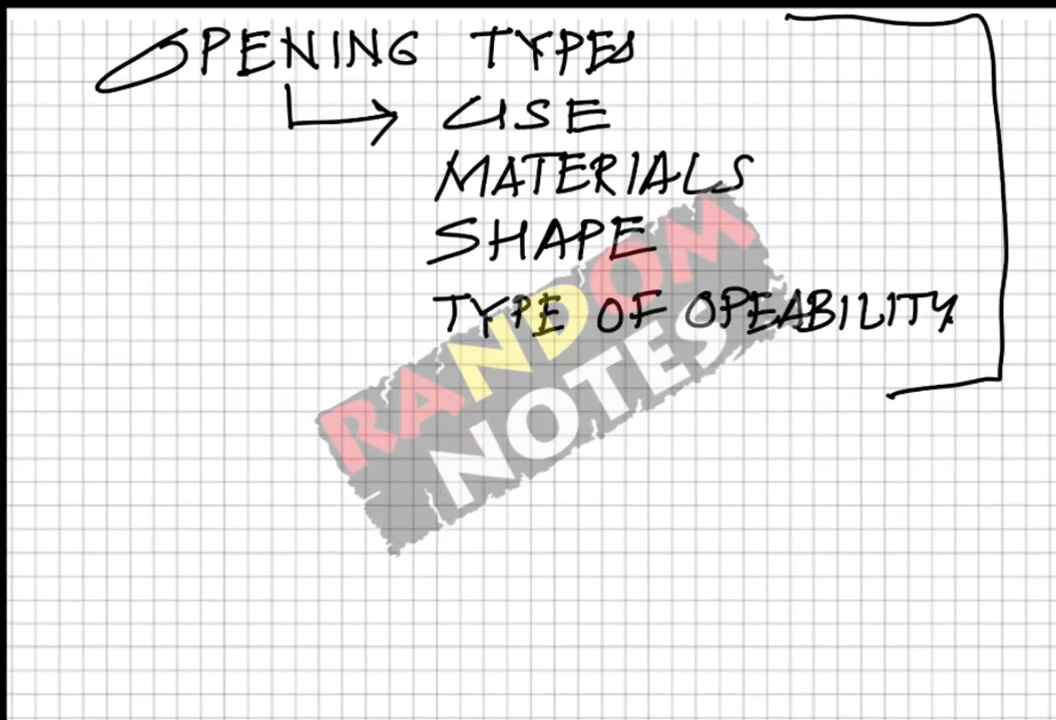 OPENING TYPES
USE
MATERIALS
SHAPE
TYPE OF OPEABILITY
RANDOM
NOTES